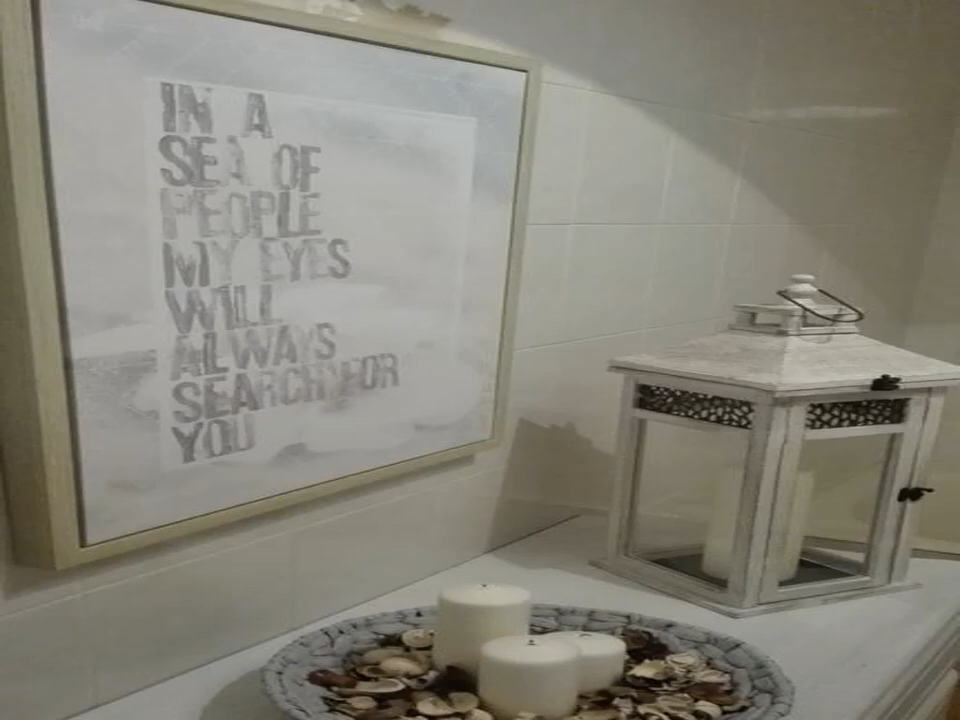 IN A
SEA OF
PEOPLE
MY EYES
WILL
ALWAYS
SEARCH FOR
YOU